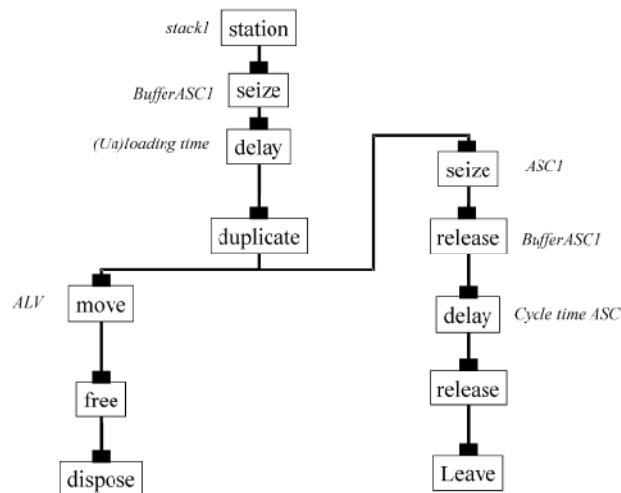 stack1 station
BufferASC1 seize
(Un)loading time delay
duplicate
ALV move
free
dispose
seize ASC1
release BufferASC1
delay Cycle time ASC
release
Leave